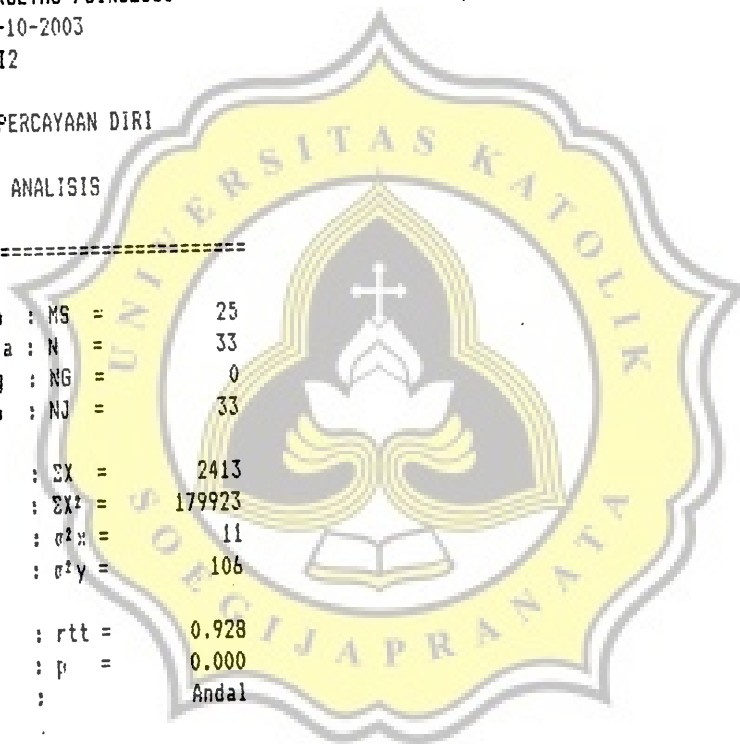 -10-2003
I2
PERCAYAAN DIRI
ANALISIS
=======================
: MS = 25
a : N = 33
g : NG = 0
: NJ = 33
: ΣX = 2413
: ΣX² = 179923
: σ²x = 11
: σ²y = 106
: rtt = 0.928
: p = 0.000
: Andal
UNIVERSITAS KATOLIK
SOEGIJAPRANATA